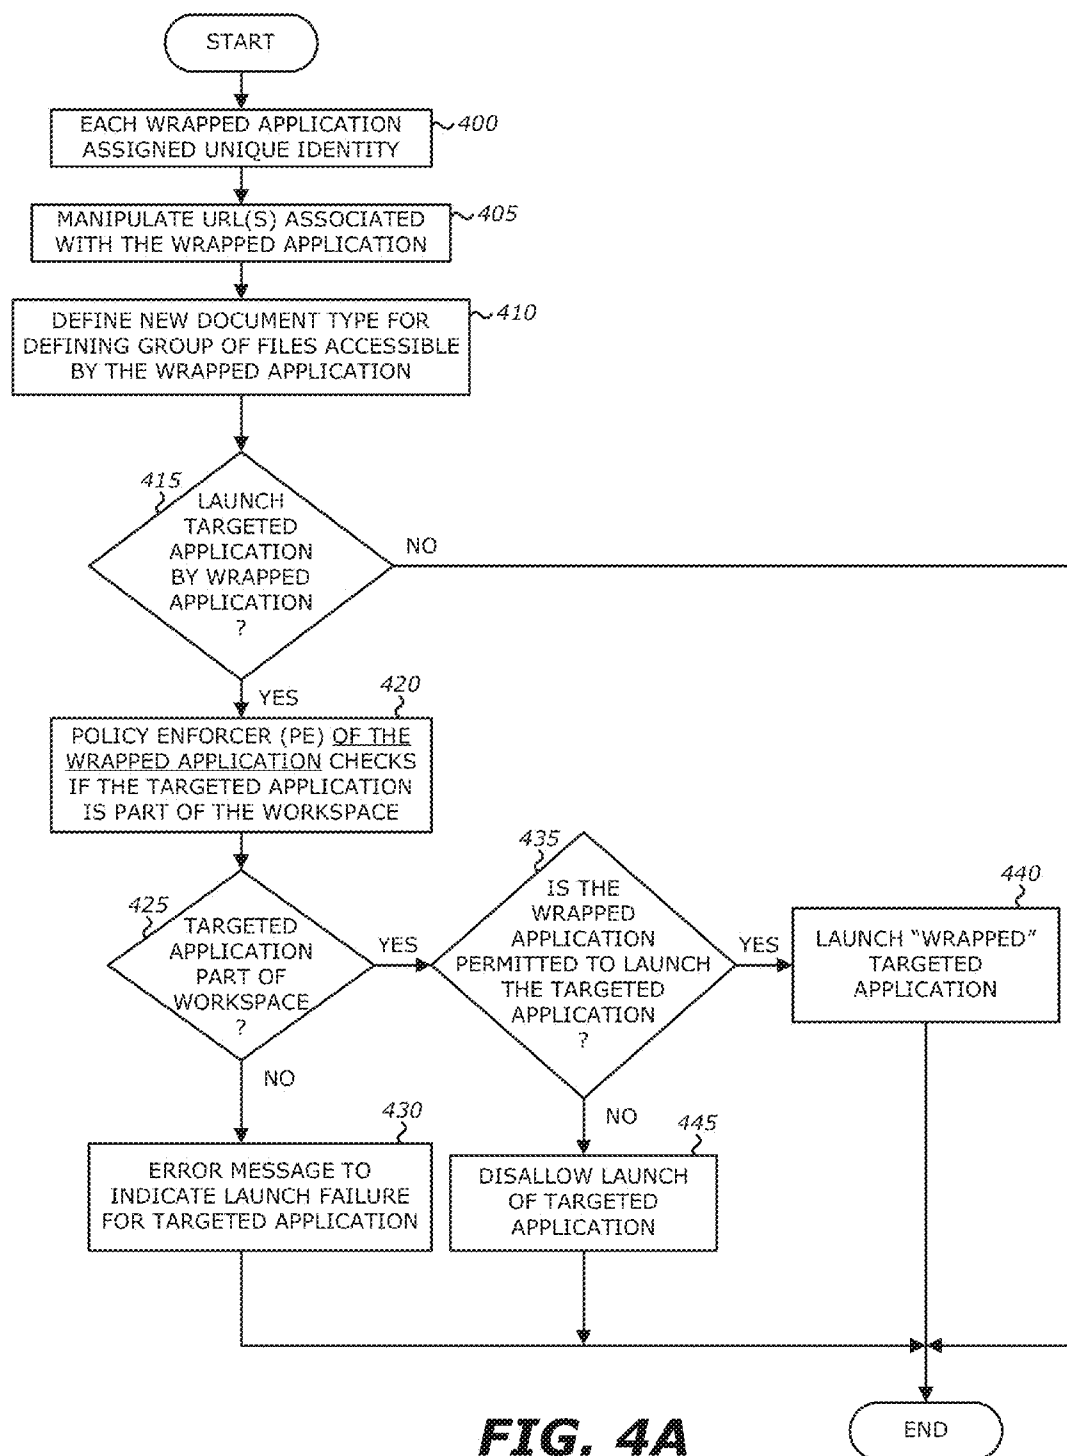 START
EACH WRAPPED APPLICATION
ASSIGNED UNIQUE IDENTITY
400
MANIPULATE URL(S) ASSOCIATED
WITH THE WRAPPED APPLICATION
405
DEFINE NEW DOCUMENT TYPE FOR
DEFINING GROUP OF FILES ACCESSIBLE
BY THE WRAPPED APPLICATION
410
415
LAUNCH
TARGETED
APPLICATION
BY WRAPPED
APPLICATION
?
NO
YES
420
POLICY ENFORCER (PE) OF THE
WRAPPED APPLICATION CHECKS
IF THE TARGETED APPLICATION
IS PART OF THE WORKSPACE
425
TARGETED
APPLICATION
PART OF
WORKSPACE
?
YES
NO
435
IS THE
WRAPPED
APPLICATION
PERMITTED TO LAUNCH
THE TARGETED
APPLICATION
?
YES
NO
440
LAUNCH “WRAPPED”
TARGETED
APPLICATION
430
ERROR MESSAGE TO
INDICATE LAUNCH FAILURE
FOR TARGETED APPLICATION
445
DISALLOW LAUNCH
OF TARGETED
APPLICATION
END
FIG. 4A